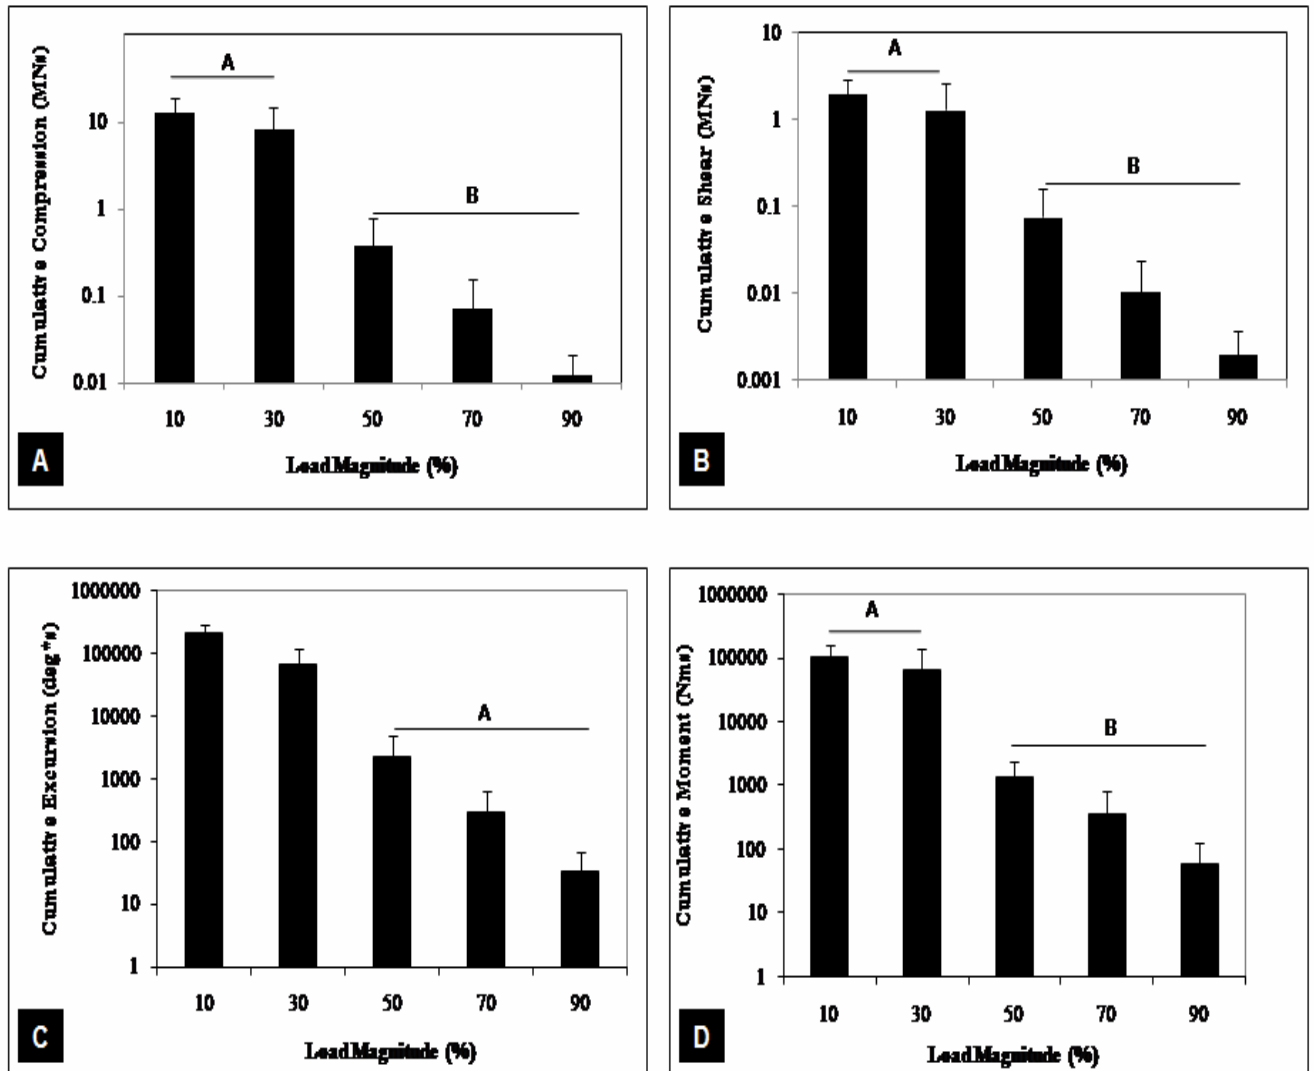 Cumulative Compression (MNs)
A
10
B
1
0.1
0.01
10 30 50 70 90
Load Magnitude (%)
A
Cumulative Shear (MNs)
10
A
1
B
0.1
0.01
0.001
10 30 50 70 90
Load Magnitude (%)
B
Cumulative Excursion (deg*s)
1000000
100000
10000
A
1000
100
10
1
10 30 50 70 90
Load Magnitude (%)
C
Cumulative Moment (Nms)
1000000
A
100000
10000
B
1000
100
10
1
10 30 50 70 90
Load Magnitude (%)
D